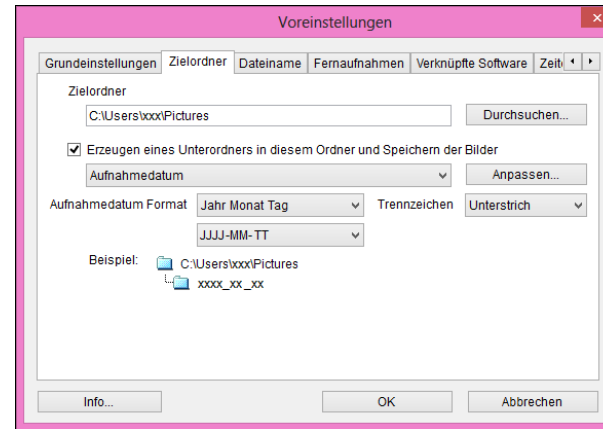 Voreinstellungen
Grundeinstellungen Zielordner Dateiname Fernaufnahmen Verknüpfte Software
Zielordner
C:\Users\xxx\Pictures Durchsuchen...
Erzeugen eines Unterordners in diesem Ordner und Speichern der Bilder
Aufnahmedatum Anpassen...
Aufnahmedatum Format Jahr Monat Tag Trennzeichen Unterstrich
JJJJ-MM-TT
Beispiel: C:\Users\xxx\Pictures
xxxx_xx_xx
Info... OK Abbrechen